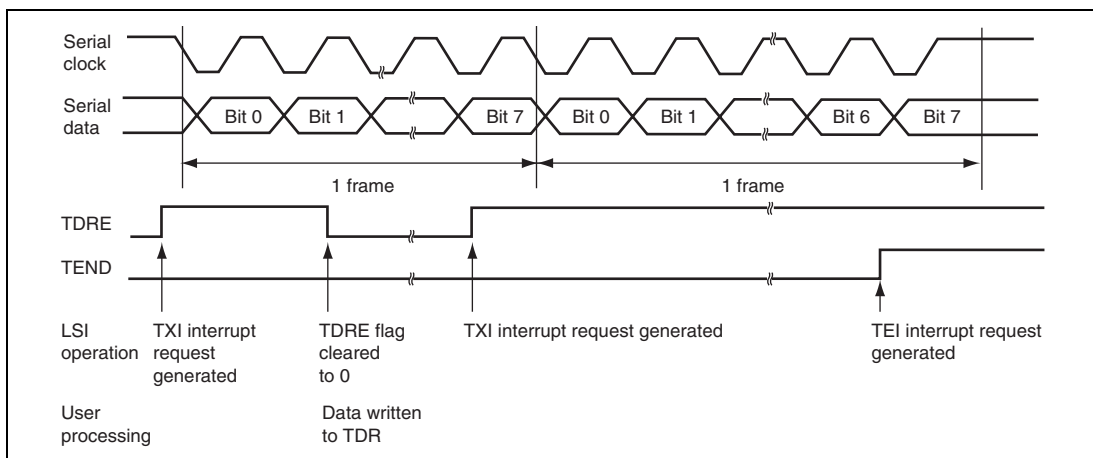 Serial
clock
Serial
data
Bit 0
Bit 1
Bit 7
Bit 0
Bit 1
Bit 6
Bit 7
1 frame
1 frame
TDRE
TEND
LSI
operation
TXI interrupt
request
generated
TDRE flag
cleared
to 0
TXI interrupt request generated
TEI interrupt request
generated
User
processing
Data written
to TDR